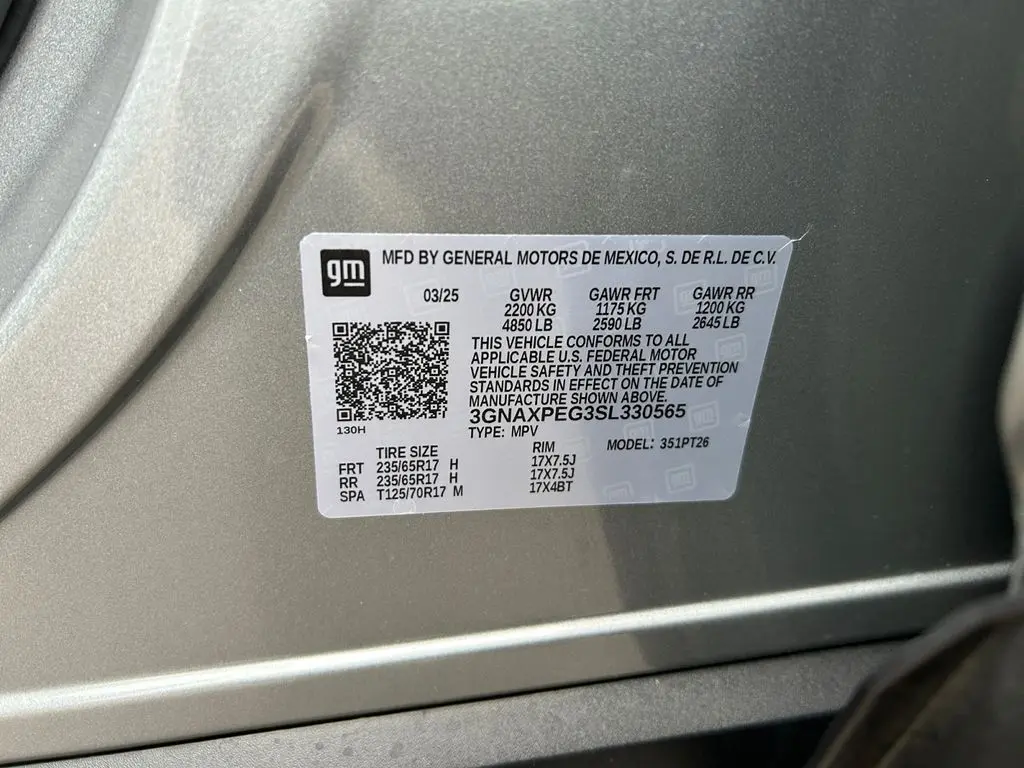 gm MFD BY GENERAL MOTORS DE MEXICO, S. DE R.L. DE C.V.
03/25 GVWR GAWR FRT GAWR RR
2200 KG 1175 KG 1200 KG
4850 LB 2590 LB 2645 LB
THIS VEHICLE CONFORMS TO ALL
APPLICABLE U.S. FEDERAL MOTOR
VEHICLE SAFETY AND THEFT PREVENTION
STANDARDS IN EFFECT ON THE DATE OF
MANUFACTURE SHOWN ABOVE.
3GNAXPEG3SL330565
130H
TYPE: MPV MODEL: 351PT26
TIRE SIZE RIM
FRT 235/65R17 H 17X7.5J
RR 235/65R17 H 17X7.5J
SPA T125/70R17 M 17X4BT